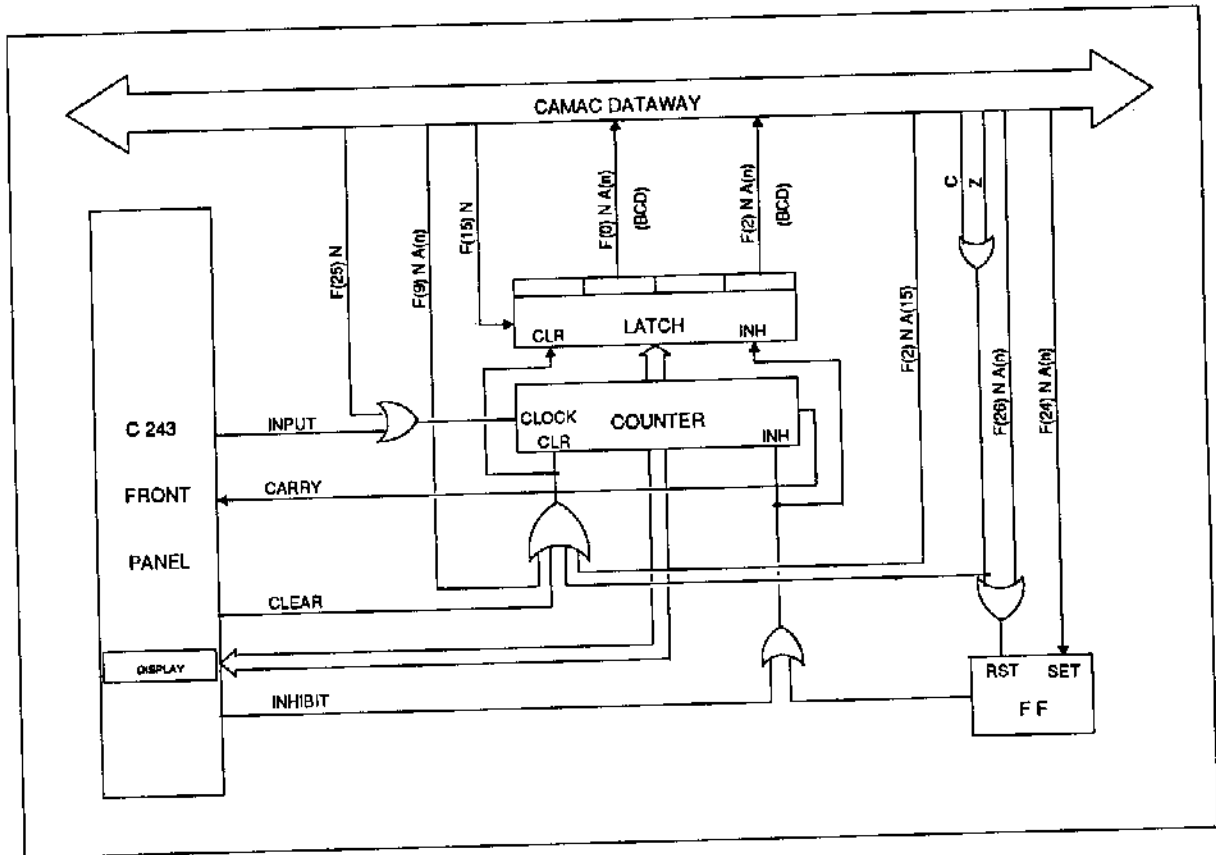 CAMAC DATAWAY
F(25) N
F(9) N A(n)
F(15) N
F(0) N A(n)
(BCD)
F(2) N A(n)
(BCD)
F(2) N A(15)
C
Z
F(26) N A(n)
F(24) N A(n)
CLR
LATCH
INH
C 243
FRONT
PANEL
INPUT
CLOCK
COUNTER
CLR
INH
CARRY
CLEAR
DISPLAY
INHIBIT
RST
SET
F F